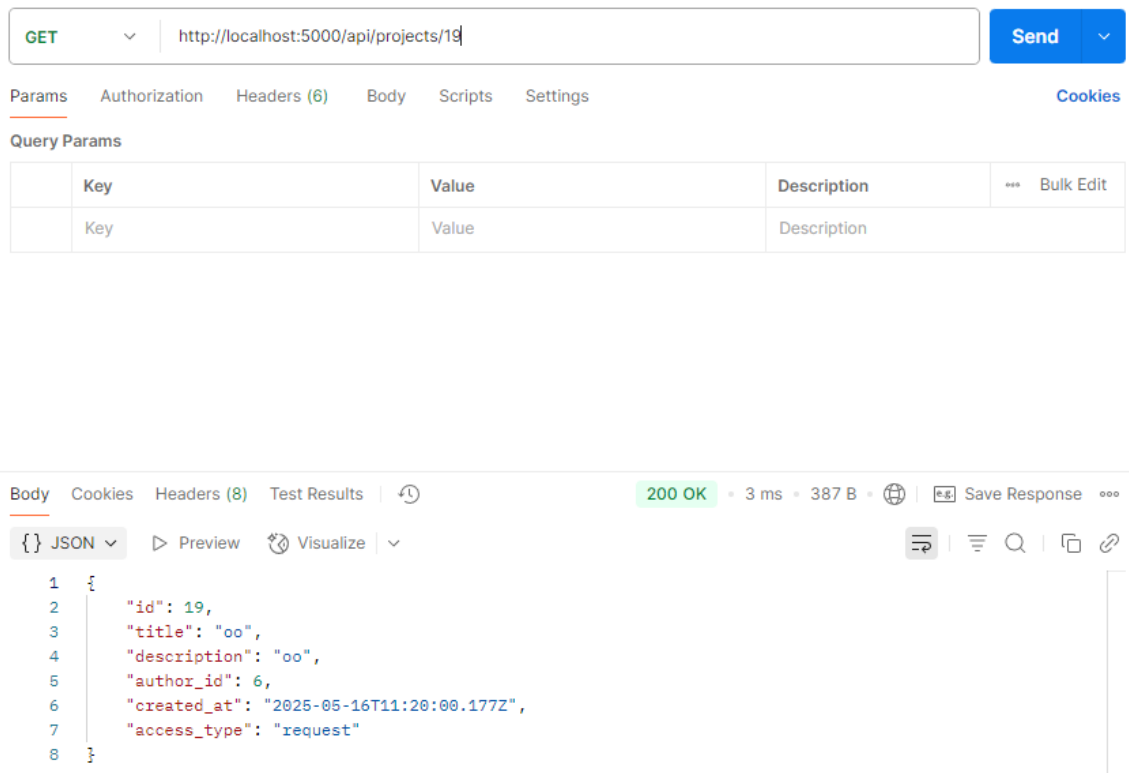 GET http://localhost:5000/api/projects/19 Send
Params Authorization Headers (6) Body Scripts Settings Cookies
Query Params
Key Value Description Bulk Edit
Key Value Description
Body Cookies Headers (8) Test Results 200 OK 3 ms 387 B e.g. Save Response
{} JSON Preview Visualize
1 {
2 "id": 19,
3 "title": "oo",
4 "description": "oo",
5 "author_id": 6,
6 "created_at": "2025-05-16T11:20:00.177Z",
7 "access_type": "request"
8 }